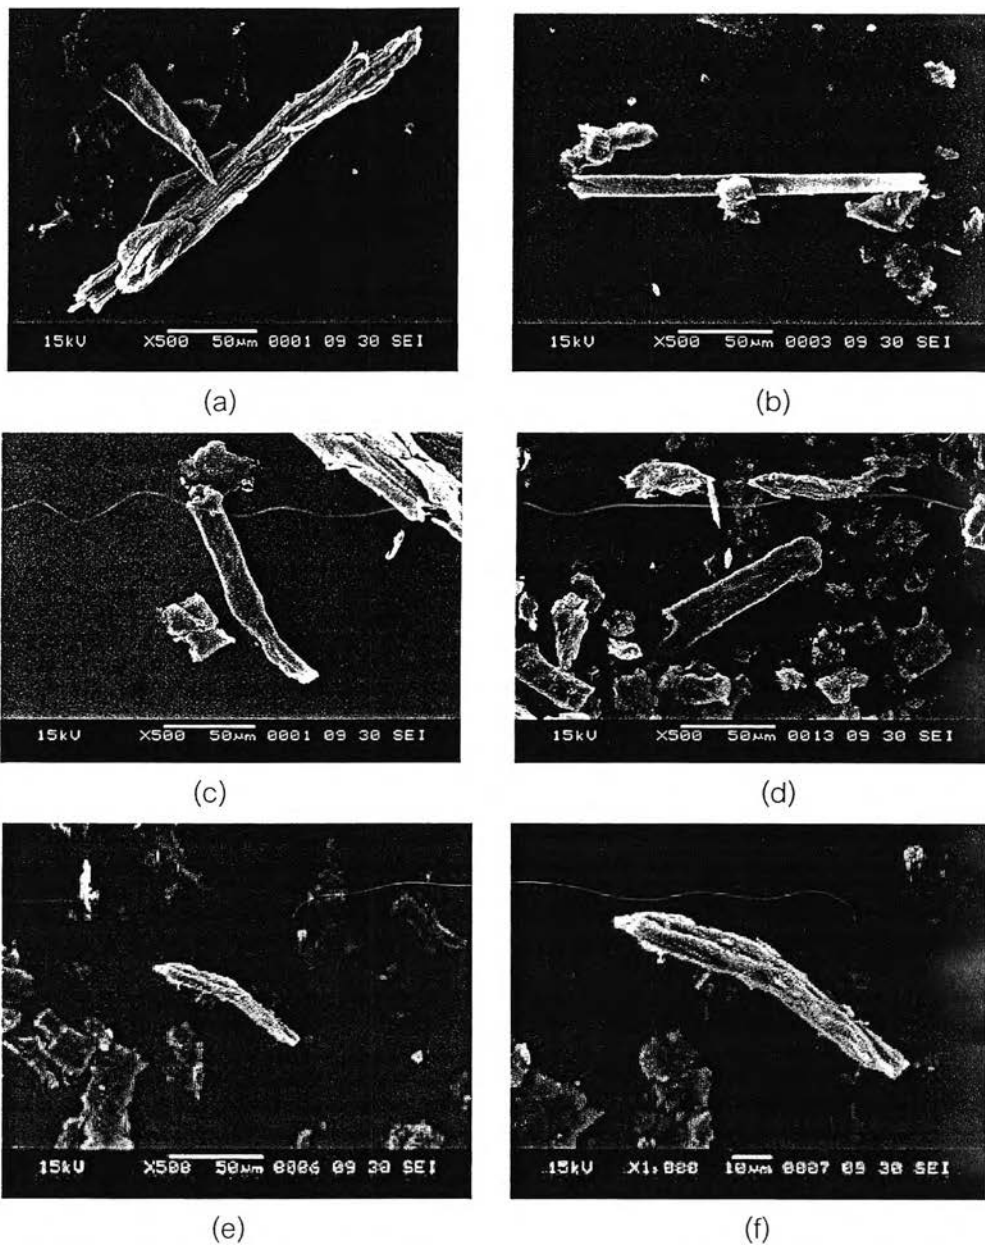 15kV X500 50μm 0001 09 30 SEI
15kV X500 50μm 0003 09 30 SEI
(a)
(b)
15kV X500 50μm 0001 09 30 SEI
15kV X500 50μm 0013 09 30 SEI
(c)
(d)
15kV X500 50μm 0006 09 30 SEI
15kV X1,000 10μm 0007 09 30 SEI
(e)
(f)